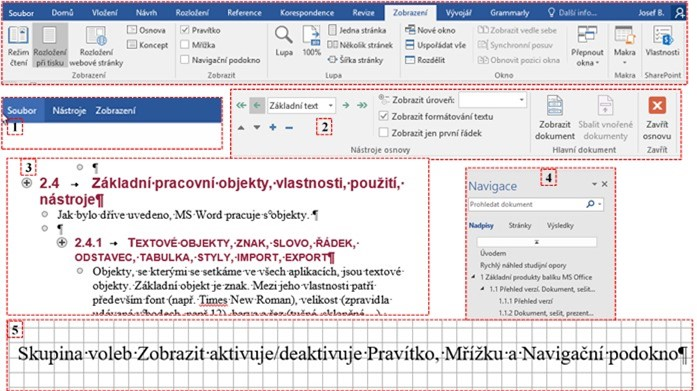 Soubor Domů Vložení Návrh Rozložení Reference Korespondence Revize Zobrazení Vývojář Grammarly Další info... Josef B.
Režim čtení Rozložení při tisku Rozložení webové stránky Osnova Koncept
Pravítko Mřížka Navigační podokno
Lupa 100% Jedna stránka Několik stránek Šířka stránky
Nové okno Uspořádat vše Rozdělit
Zobrazit vedle sebe Synchronní posuv Obnovit pozici okna
Přepnout okna Makra Vlastnosti
Zobrazení Zobrazit Lupa Okno Makra SharePoint
Soubor Nástroje Zobrazení
1
Základní text
2
Zobrazit úroveň:
Zobrazit formátování textu
Zobrazit jen první řádek
Nástroje osnovy
Zobrazit dokument Sbalit vnořené dokumenty
Hlavní dokument
Zavřít osnovu
Zavřít
3
¶
2.4 → Základní·pracovní·objekty,·vlastnosti,·použití,·
nástroje¶
Jak·bylo·dříve·uvedeno,·MS·Word·pracuje·s°objekty.·¶
¶
2.4.1 → TEXTOVÉ·OBJEKTY,·ZNAK,·SLOVO,·ŘÁDEK,·
ODSTAVEC,·TABULKA,·STYLY,·IMPORT,·EXPORT¶
Objekty,·se·kterými·se·setkáme·ve·všech·aplikacích,·jsou·textové·
objekty.·Základní·objekt·je·znak.·Mezi·jeho·vlastnosti·patří·
především·font·(např.·Times·New·Roman),·velikost·(zpravidla·
4
Navigace
Prohledat dokument
Nadpisy Stránky Výsledky
Úvodem
Rychlý náhled studijní opory
1 Základní produkty balíku MS Office
1.1 Přehled verzí. Dokument, sešit...
1.1.1 Přehled verzí
1.1.2 Dokument, sešit, prezent...
5
Skupina·voleb·Zobrazit·aktivuje/deaktivuje·Pravítko,·Mřížku·a·Navigační·podokno¶